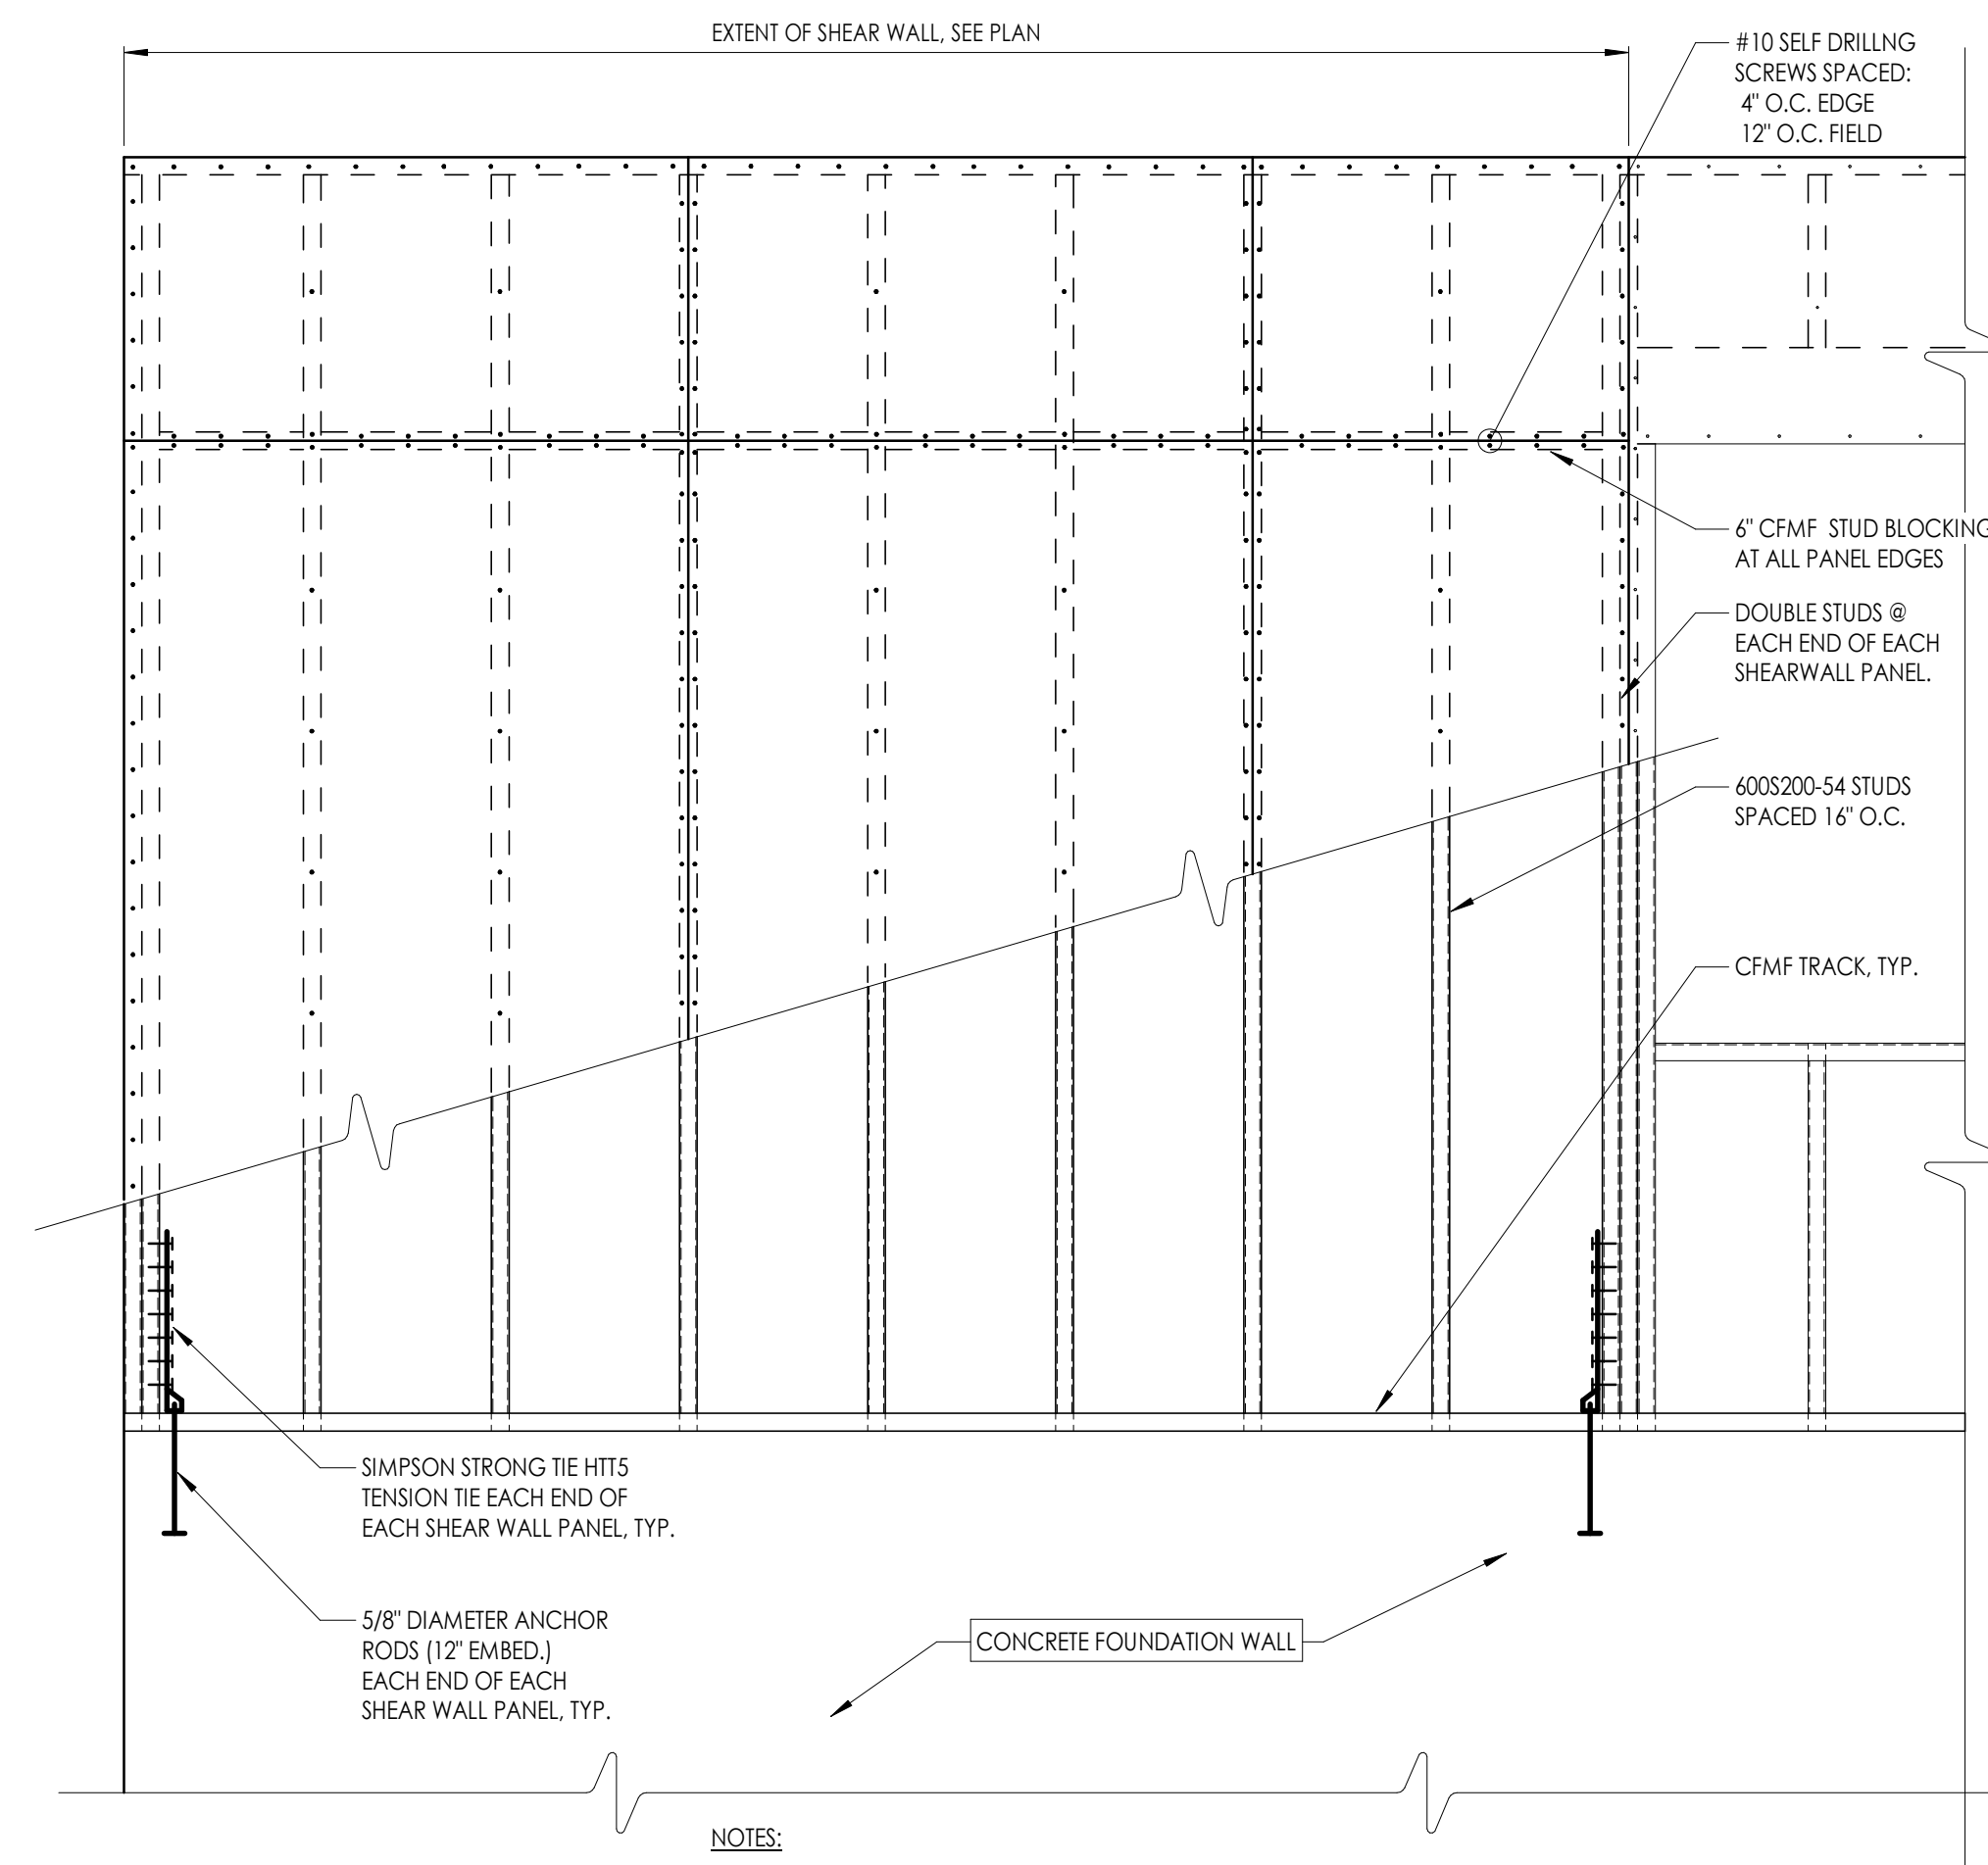 EXTENT OF SHEAR WALL, SEE PLAN
#10 SELF DRILLNG
SCREWS SPACED:
4" O.C. EDGE
12" O.C. FIELD
6" CFMF STUD BLOCKING
AT ALL PANEL EDGES
DOUBLE STUDS @
EACH END OF EACH
SHEARWALL PANEL.
600S200-54 STUDS
SPACED 16" O.C.
CFMF TRACK, TYP.
SIMPSON STRONG TIE HTT5
TENSION TIE EACH END OF
EACH SHEAR WALL PANEL, TYP.
5/8" DIAMETER ANCHOR
RODS (12" EMBED.)
EACH END OF EACH
SHEAR WALL PANEL, TYP.
CONCRETE FOUNDATION WALL
NOTES: